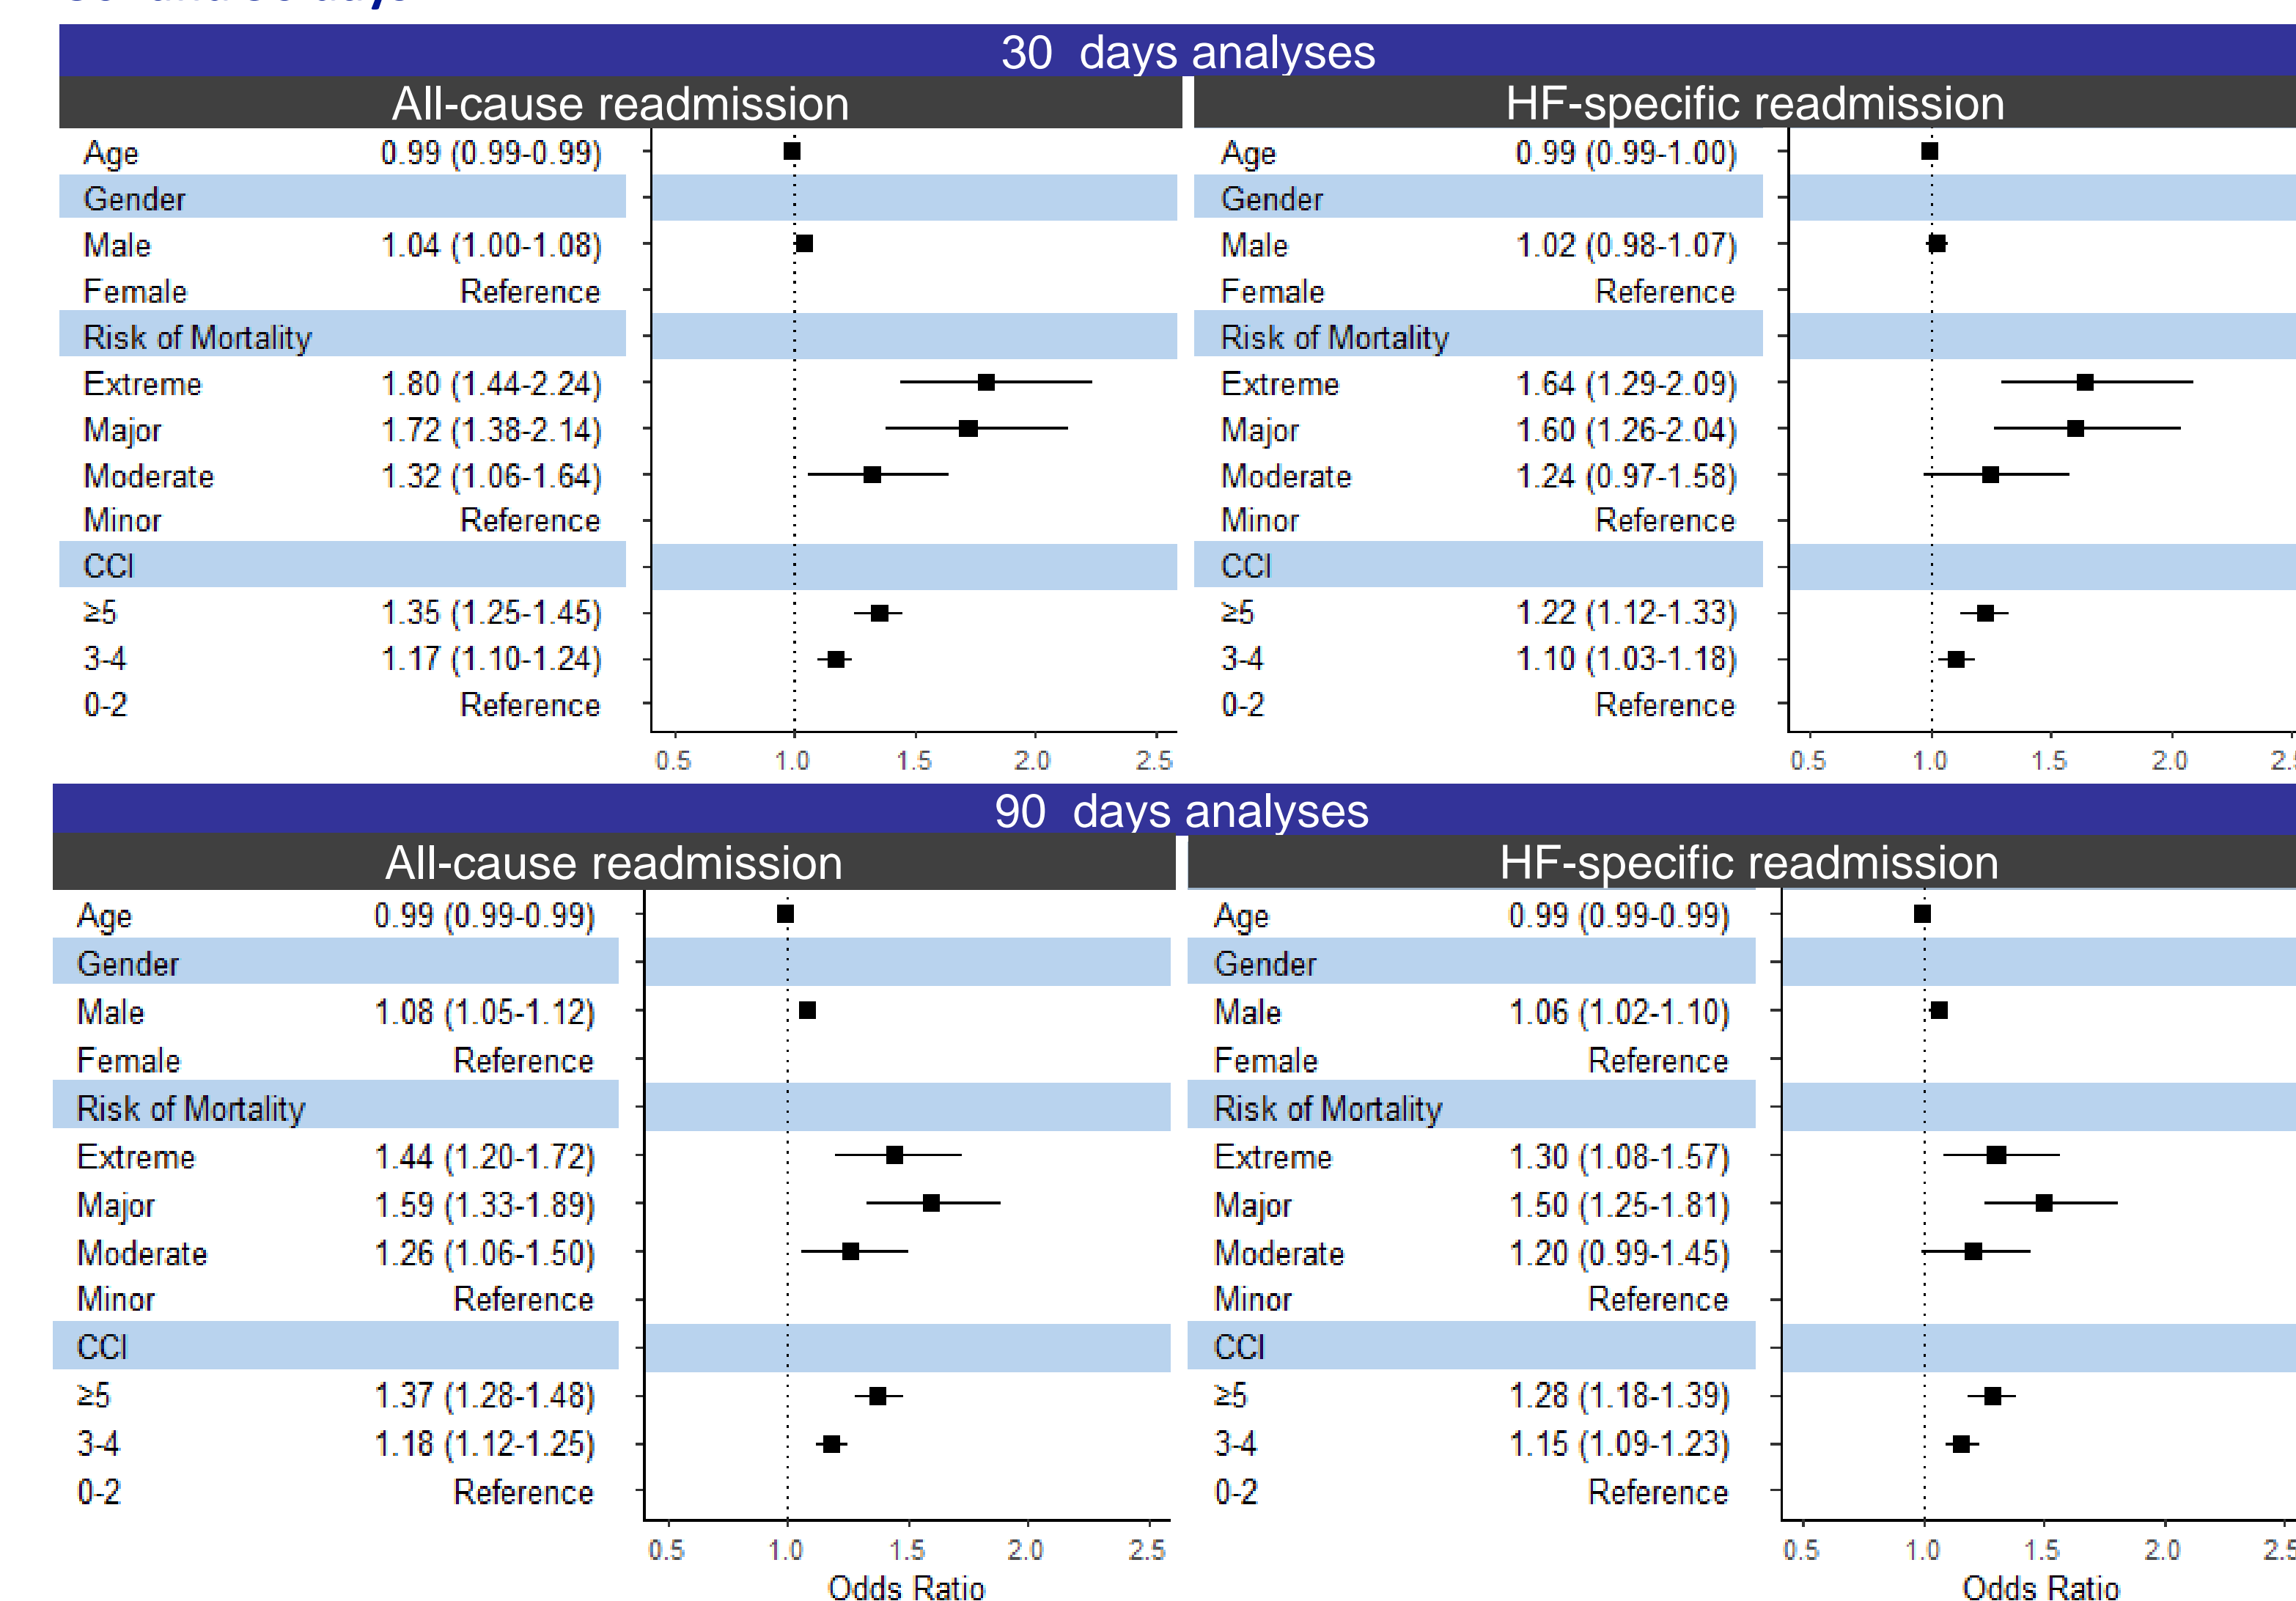 30 days analyses
All-cause readmission
Age 0.99 (0.99-0.99)
Gender
Male 1.04 (1.00-1.08)
Female Reference
Risk of Mortality
Extreme 1.80 (1.44-2.24)
Major 1.72 (1.38-2.14)
Moderate 1.32 (1.06-1.64)
Minor Reference
CCI
≥5 1.35 (1.25-1.45)
3-4 1.17 (1.10-1.24)
0-2 Reference
0.5 1.0 1.5 2.0 2.5
HF-specific readmission
Age 0.99 (0.99-1.00)
Gender
Male 1.02 (0.98-1.07)
Female Reference
Risk of Mortality
Extreme 1.64 (1.29-2.09)
Major 1.60 (1.26-2.04)
Moderate 1.24 (0.97-1.58)
Minor Reference
CCI
≥5 1.22 (1.12-1.33)
3-4 1.10 (1.03-1.18)
0-2 Reference
0.5 1.0 1.5 2.0 2.5
90 days analyses
All-cause readmission
Age 0.99 (0.99-0.99)
Gender
Male 1.08 (1.05-1.12)
Female Reference
Risk of Mortality
Extreme 1.44 (1.20-1.72)
Major 1.59 (1.33-1.89)
Moderate 1.26 (1.06-1.50)
Minor Reference
CCI
≥5 1.37 (1.28-1.48)
3-4 1.18 (1.12-1.25)
0-2 Reference
0.5 1.0 1.5 2.0 2.5
Odds Ratio
HF-specific readmission
Age 0.99 (0.99-0.99)
Gender
Male 1.06 (1.02-1.10)
Female Reference
Risk of Mortality
Extreme 1.30 (1.08-1.57)
Major 1.50 (1.25-1.81)
Moderate 1.20 (0.99-1.45)
Minor Reference
CCI
≥5 1.28 (1.18-1.39)
3-4 1.15 (1.09-1.23)
0-2 Reference
0.5 1.0 1.5 2.0 2.5
Odds Ratio